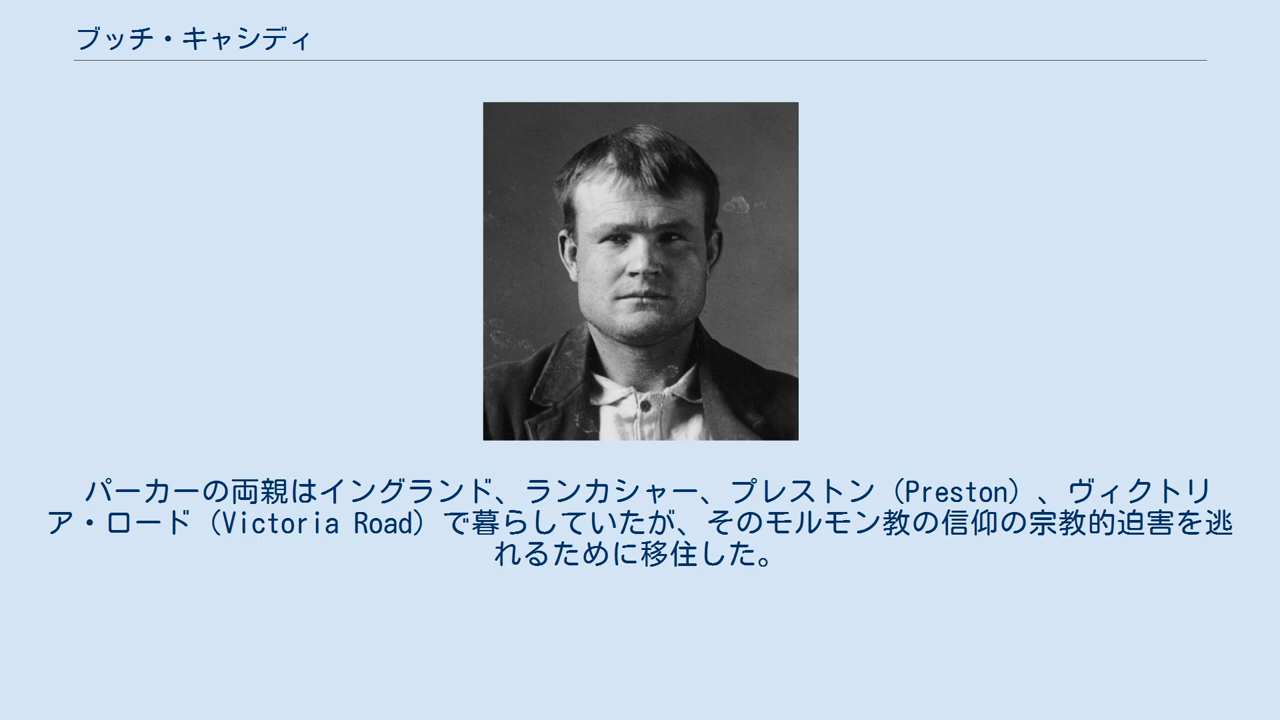 ブッチ・キャシディ
パーカーの両親はイングランド、ランカシャー、プレストン（Preston）、ヴィクトリ
ア・ロード（Victoria Road）で暮らしていたが、そのモルモン教の信仰の宗教的迫害を逃
れるために移住した。